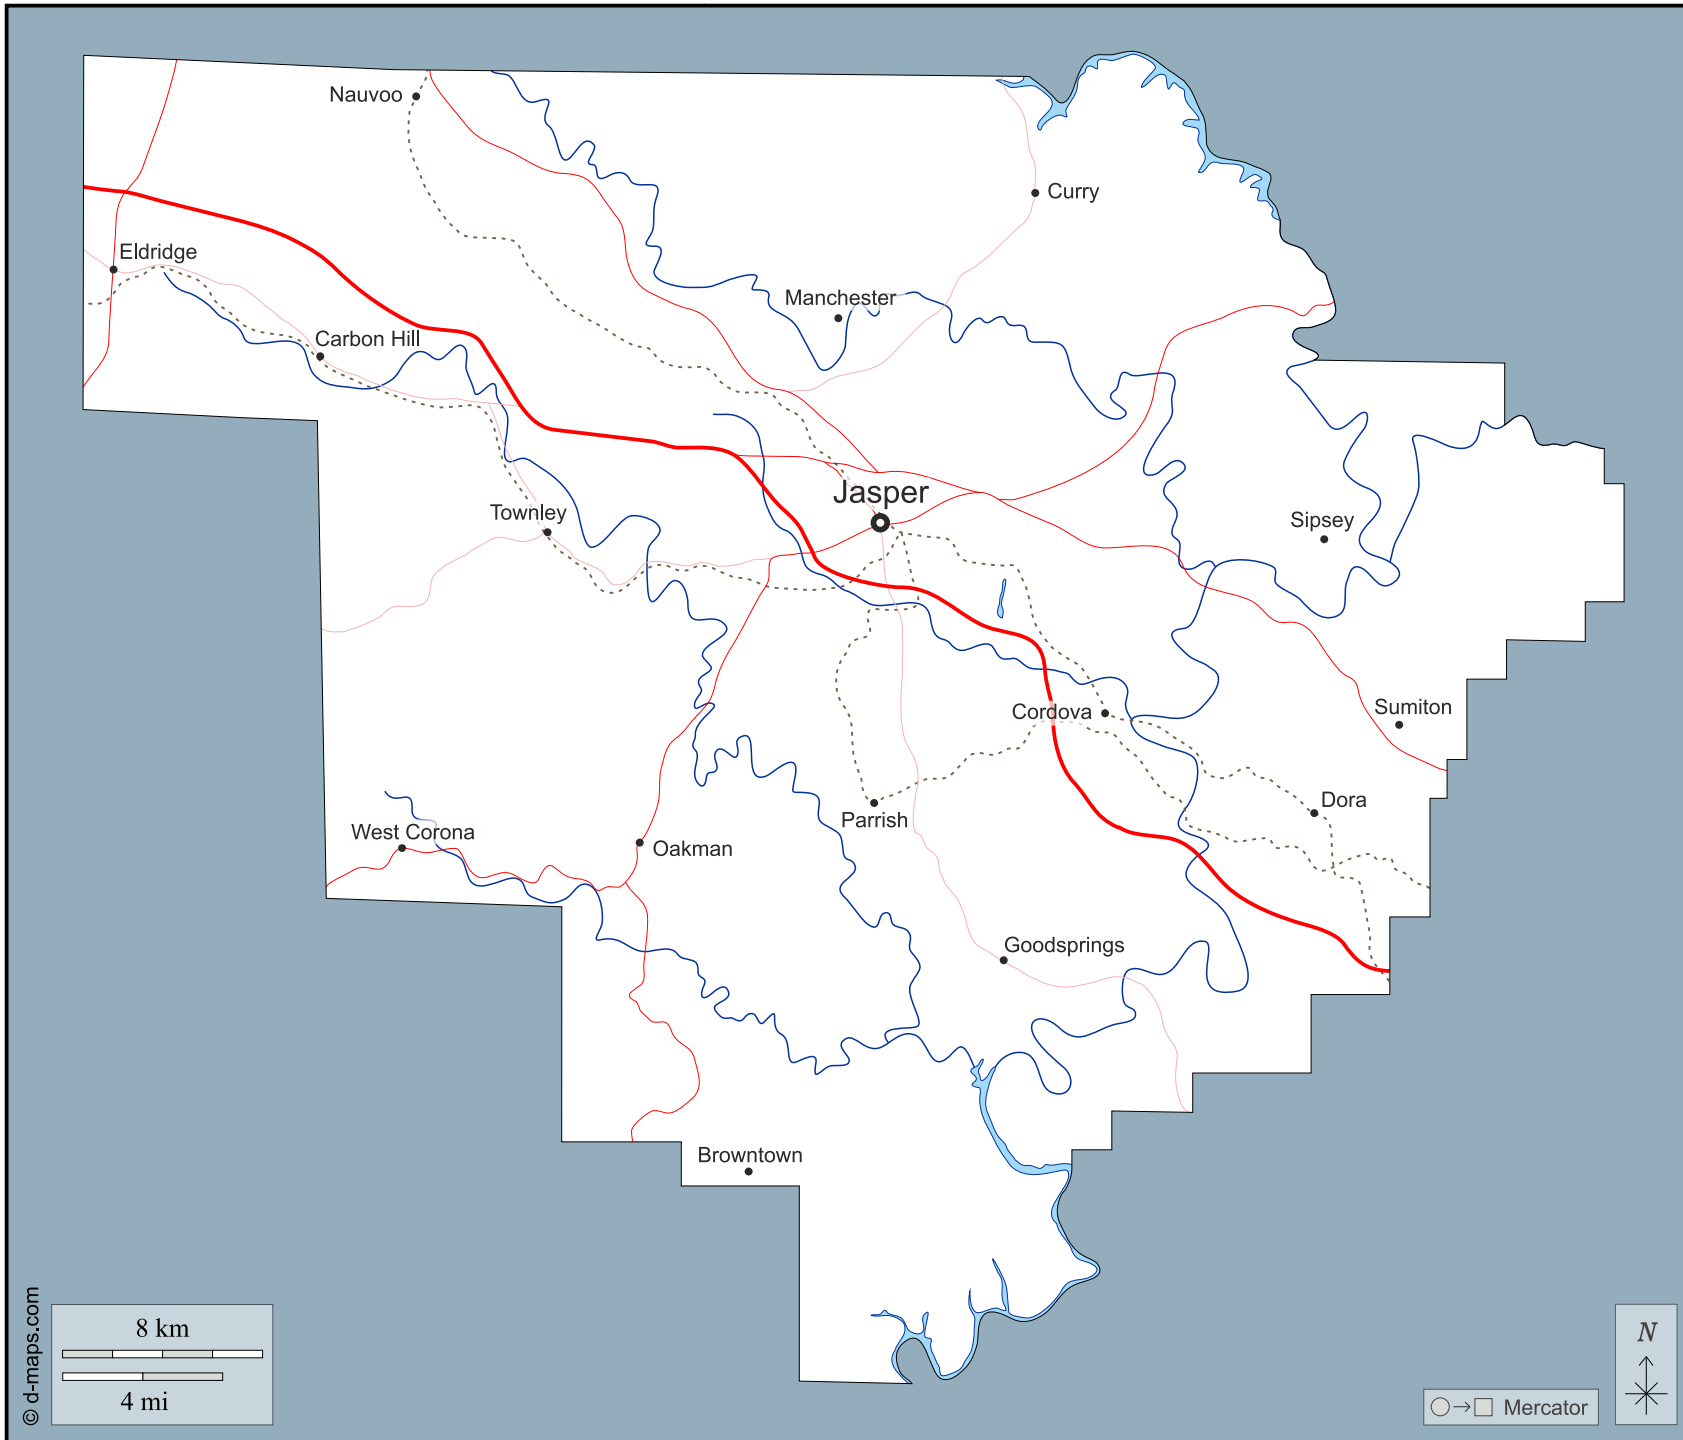 Nauvoo
Curry
Eldridge
Manchester
Carbon Hill
Jasper
Townley
Sipsey
Cordova
Sumiton
Dora
Parrish
West Corona
Oakman
Goodsprings
Browntown
© d-maps.com
8 km
4 mi
N
Mercator